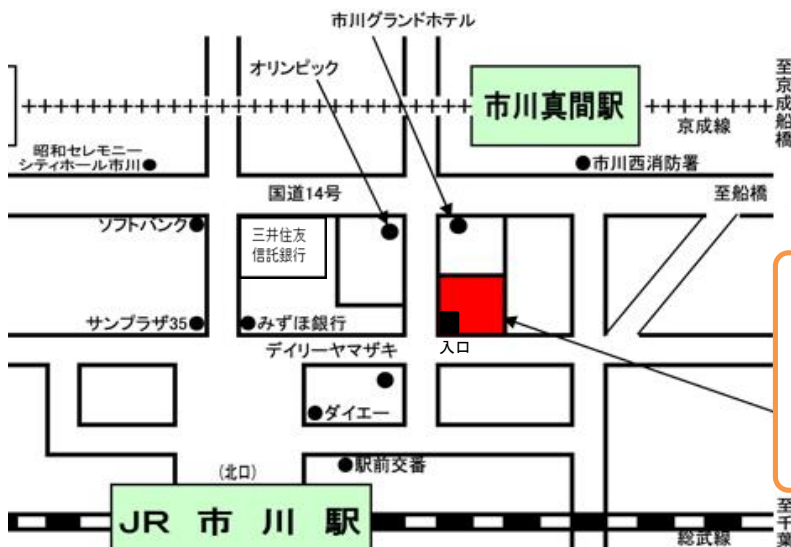 市川グランドホテル
オリンピック
市川真間駅
至京成船橋
京成線
昭和セレモニー
シティホール市川
市川西消防署
国道14号
至船橋
ソフトバンク
三井住友
信託銀行
サンプラザ35
みずほ銀行
入口
デイリーヤマザキ
ダイエー
(北口)
駅前交番
JR 市川駅
総武線
至千葉